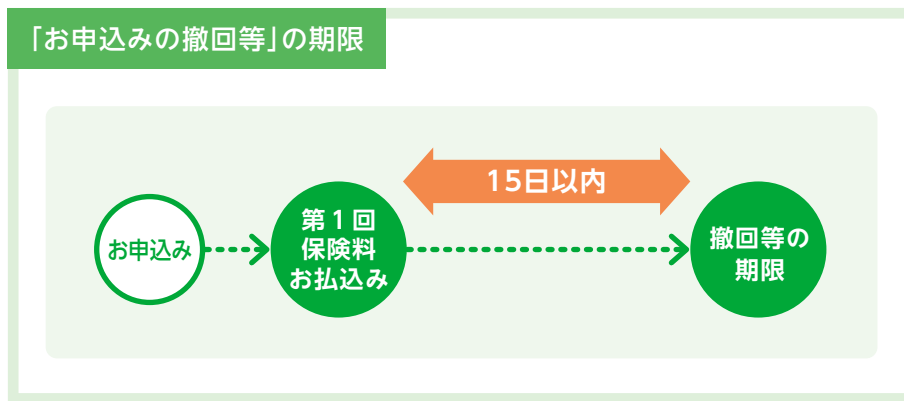 「お申込みの撤回等」の期限
15日以内
お申込み
第1回
保険料
お払込み
撤回等の
期限